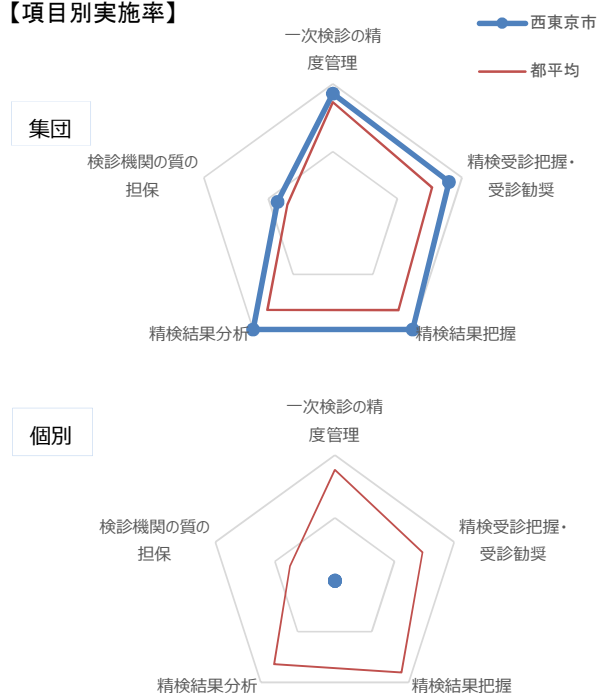 【項目別実施率】
西東京市
都平均
集団
一次検診の精
度管理
精検受診把握・
受診勧奨
精検結果把握
精検結果分析
検診機関の質の
担保
個別
一次検診の精
度管理
精検受診把握・
受診勧奨
精検結果把握
精検結果分析
検診機関の質の
担保